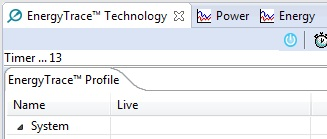 EnergyTrace™ Technology Power Energy
Timer ... 13
EnergyTrace™ Profile
Name Live
System